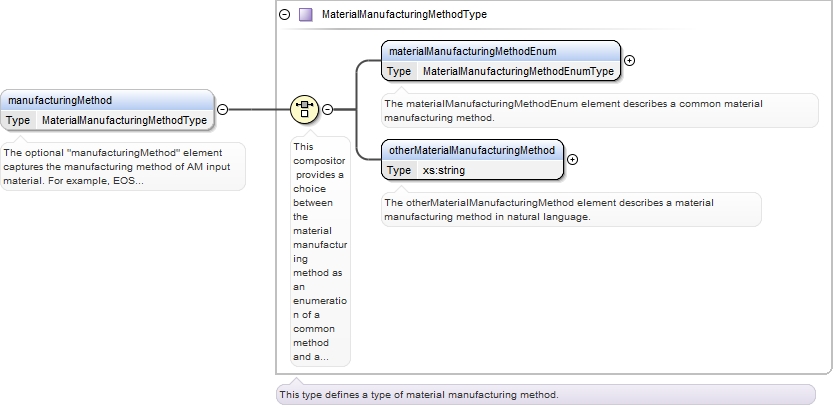 MaterialManufacturingMethodType
materialManufacturingMethodEnum
Type MaterialManufacturingMethodEnumType
The materialManufacturingMethodEnum element describes a common material
manufacturing method.
manufacturingMethod
Type MaterialManufacturingMethodType
The optional "manufacturingMethod" element
captures the manufacturing method of AM input
material. For example, EOS...
This
compositor
provides a
choice
between
the
material
manufactur
ing
method as
an
enumeratio
n of a
common
method
and a...
otherMaterialManufacturingMethod
Type xs:string
The otherMaterialManufacturingMethod element describes a material
manufacturing method in natural language.
This type defines a type of material manufacturing method.